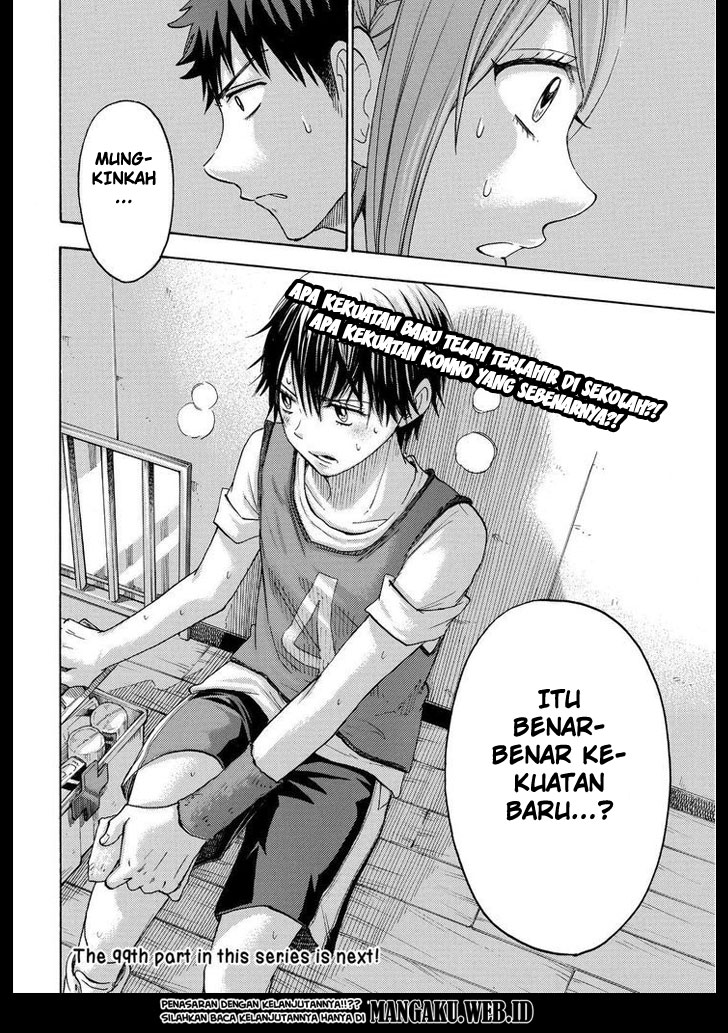 MUNG-
KINKAH
...
APA KEKUATAN BARU TELAH TERLAHIR DI SEKOLAH?!
APA KEKUATAN KONNO YANG SEBENARNYA?!
4
ITU
BENAR-
BENAR KE-
KUATAN
BARU...?
The 99th part in this series is next!
PENASARAN DENGAN KELANJUTANNYA!!??
SILAHKAN BACA KELANJUTANNYA HANYA DI MANGAKU.WEB.ID